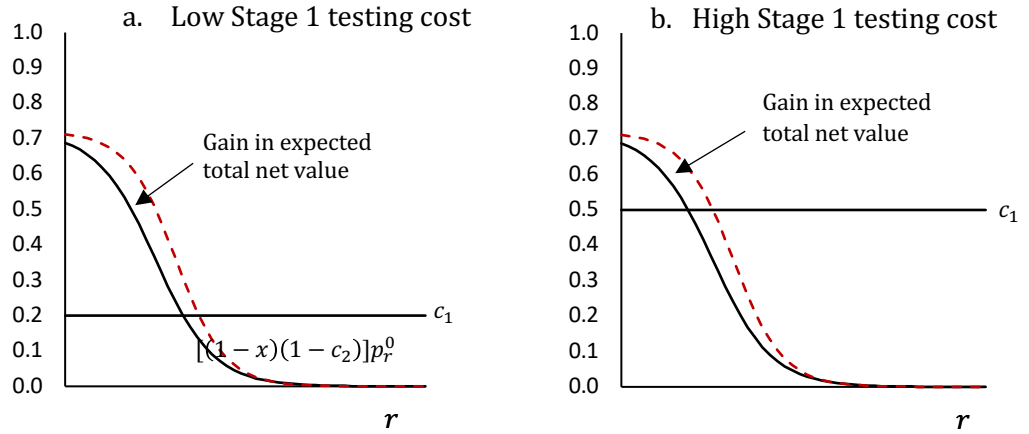 a. Low Stage 1 testing cost
1.0
0.9
0.8
0.7
0.6
0.5
0.4
0.3
0.2
0.1
0.0
Gain in expected
total net value
c₁
[(1 − x)(1 − c₂)]pᵣ⁰
r
b. High Stage 1 testing cost
1.0
0.9
0.8
0.7
0.6
0.5
0.4
0.3
0.2
0.1
0.0
Gain in expected
total net value
c₁
r